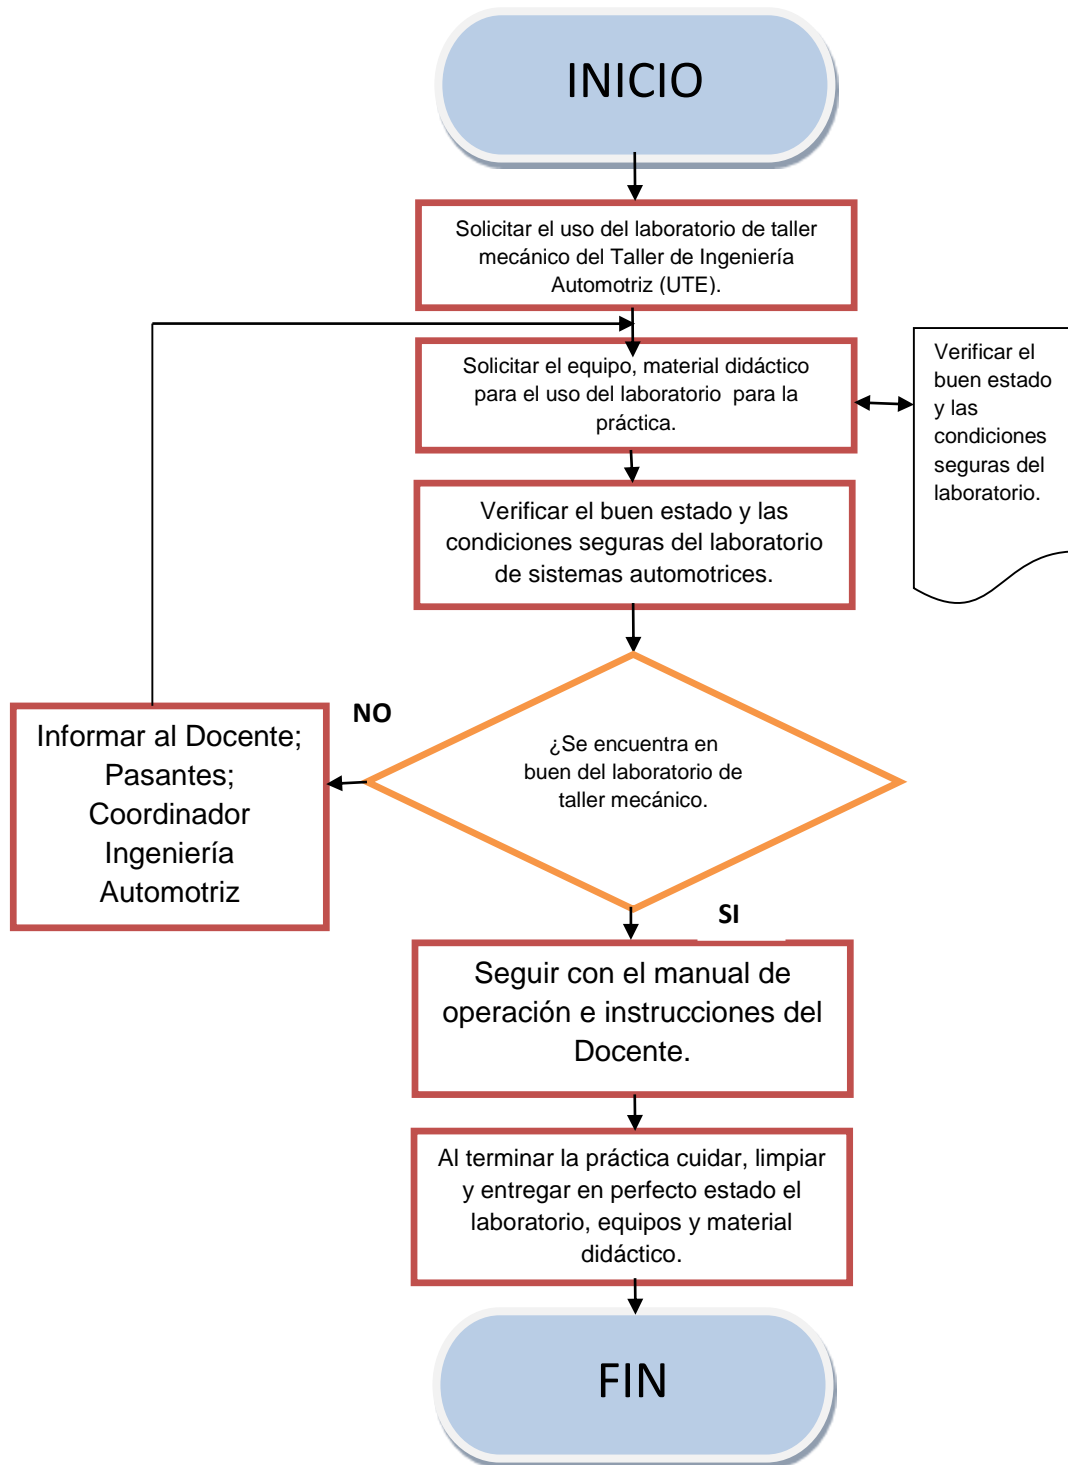 INICIO
Solicitar el uso del laboratorio de taller
mecánico del Taller de Ingeniería
Automotriz (UTE).
Solicitar el equipo, material didáctico
para el uso del laboratorio para la
práctica.
Verificar el
buen estado
y las
condiciones
seguras del
laboratorio.
Verificar el buen estado y las
condiciones seguras del laboratorio
de sistemas automotrices.
¿Se encuentra en
buen del laboratorio de
taller mecánico.
NO
Informar al Docente;
Pasantes;
Coordinador
Ingeniería
Automotriz
SI
Seguir con el manual de
operación e instrucciones del
Docente.
Al terminar la práctica cuidar, limpiar
y entregar en perfecto estado el
laboratorio, equipos y material
didáctico.
FIN